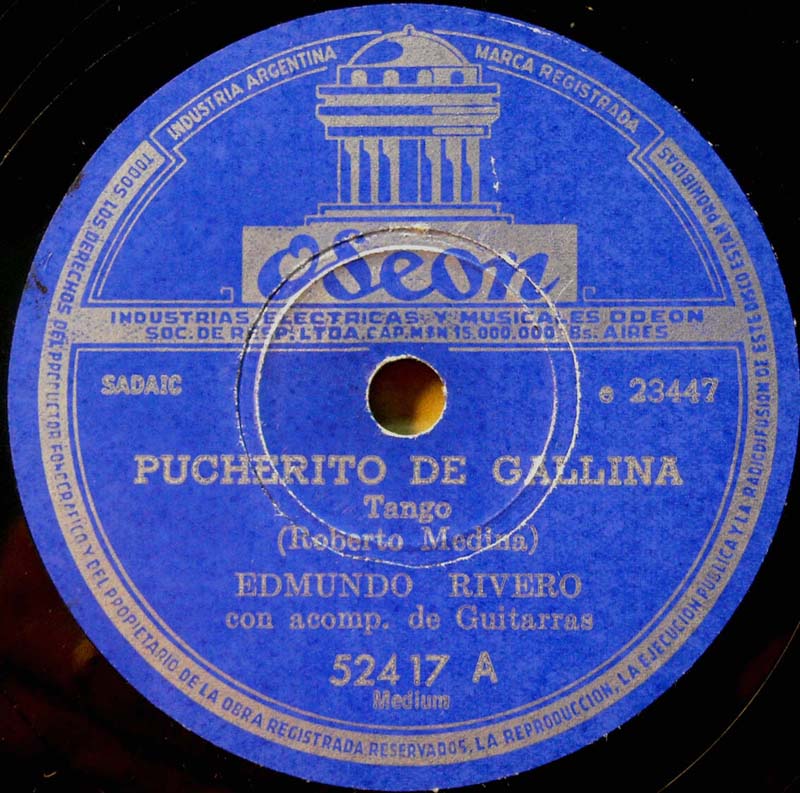 INDUSTRIA ARGENTINA
MARCA REGISTRADA
Odeon
INDUSTRIAS ELECTRICAS Y MUSICALES ODEON
SOC. DE RESP. LTDA. CAP. M$N 15.000.000 Bs. AIRES
SADAIC
e 23447
PUCHERITO DE GALLINA
Tango
(Roberto Medina)
EDMUNDO RIVERO
con acomp. de Guitarras
52417 A
Medium
TODOS LOS DERECHOS DEL PRODUCTOR FONOGRAFICO Y DEL PROPIETARIO DE LA OBRA REGISTRADA RESERVADOS, LA REPRODUCCION, LA EJECUCION PUBLICA Y LA RADIODIFUSION DE ESTE DISCO ESTAN PROHIBIDAS